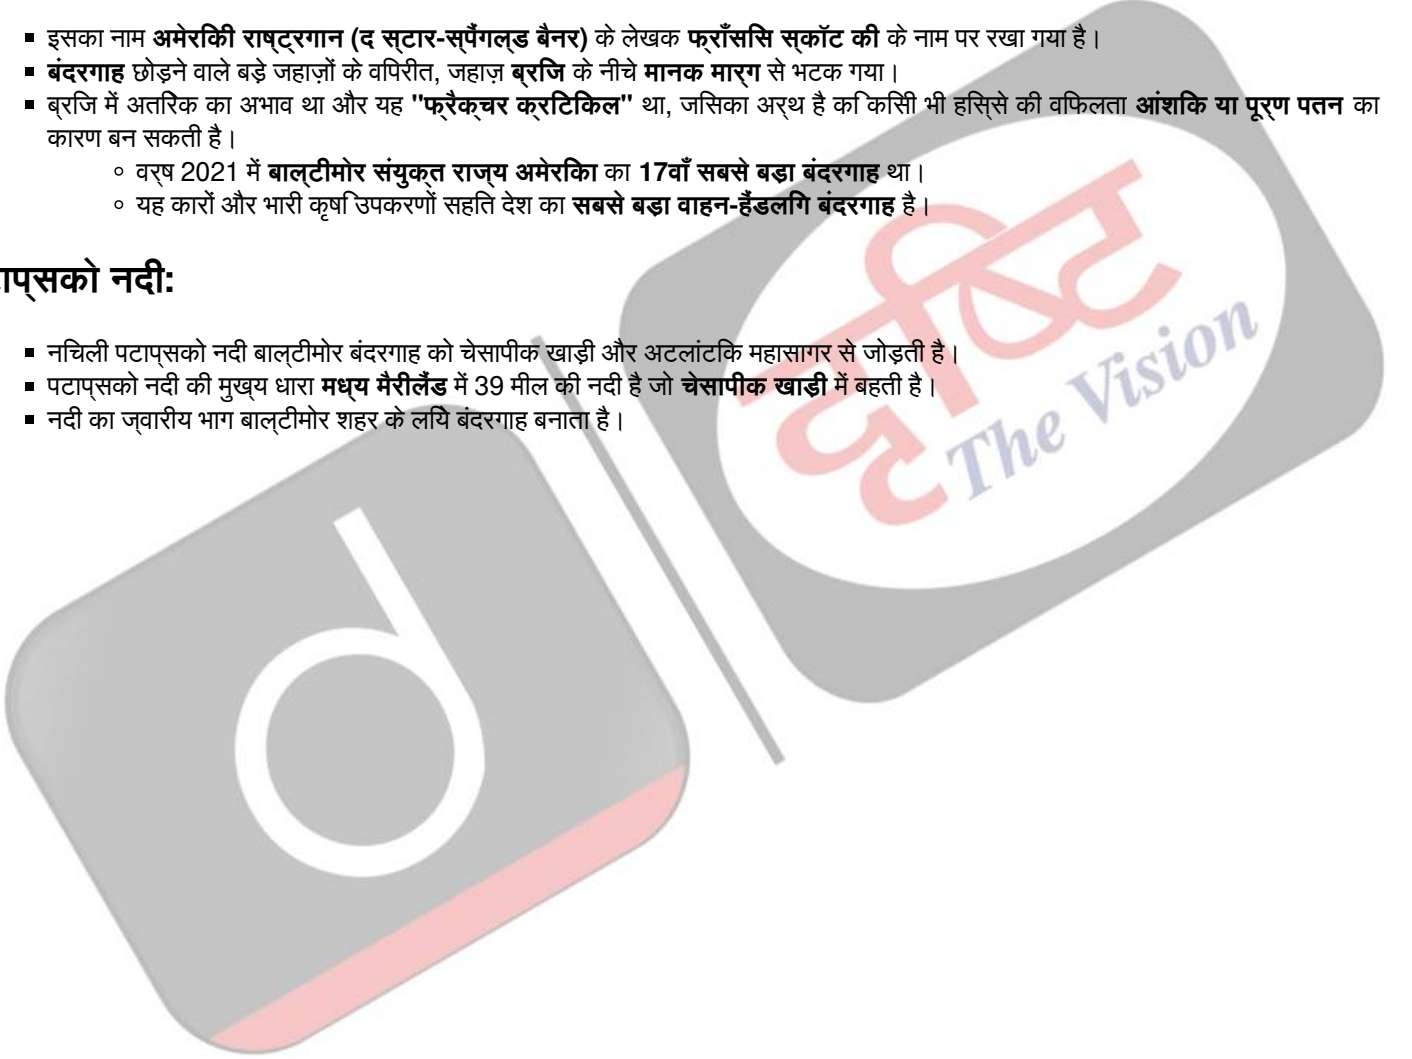 ▪ इसका नाम अमेरिकी राष्ट्रगान (द स्टार-स्पैंगल्ड बैनर) के लेखक फ्राँसिस स्कॉट की के नाम पर रखा गया है।
▪ बंदरगाह छोड़ने वाले बड़े जहाज़ों के विपरीत, जहाज़ ब्रिज के नीचे मानक मार्ग से भटक गया।
▪ ब्रिज में अतिरेक का अभाव था और यह "फ्रैक्चर क्रिटिकल" था, जिसका अर्थ है कि किसी भी हिस्से की विफलता आंशिक या पूर्ण पतन का
कारण बन सकती है।
○ वर्ष 2021 में बाल्टीमोर संयुक्त राज्य अमेरिका का 17वाँ सबसे बड़ा बंदरगाह था।
○ यह कारों और भारी कृषि उपकरणों सहित देश का सबसे बड़ा वाहन-हैंडलिंग बंदरगाह है।
टाप्सको नदी:
▪ निचली पटाप्सको नदी बाल्टीमोर बंदरगाह को चेसापीक खाड़ी और अटलांटिक महासागर से जोड़ती है।
▪ पटाप्सको नदी की मुख्य धारा मध्य मैरीलैंड में 39 मील की नदी है जो चेसापीक खाड़ी में बहती है।
▪ नदी का ज्वारीय भाग बाल्टीमोर शहर के लिये बंदरगाह बनाता है।
दृष्टि
The Vision
d